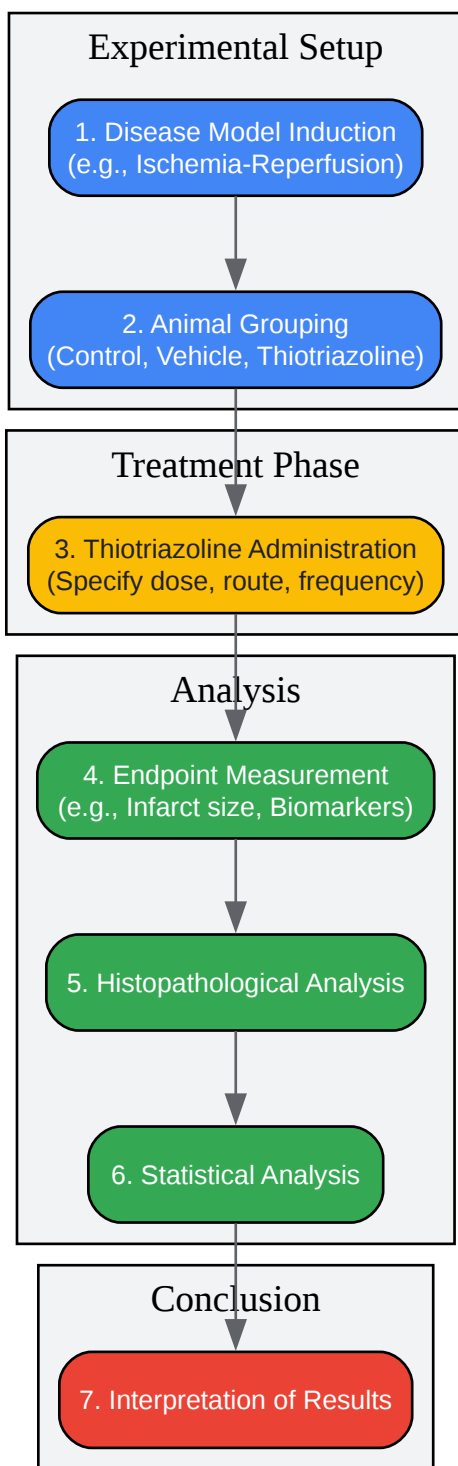 Experimental Setup
1. Disease Model Induction
(e.g., Ischemia-Reperfusion)
2. Animal Grouping
(Control, Vehicle, Thiotriazoline)
Treatment Phase
3. Thiotriazoline Administration
(Specify dose, route, frequency)
Analysis
4. Endpoint Measurement
(e.g., Infarct size, Biomarkers)
5. Histopathological Analysis
6. Statistical Analysis
Conclusion
7. Interpretation of Results